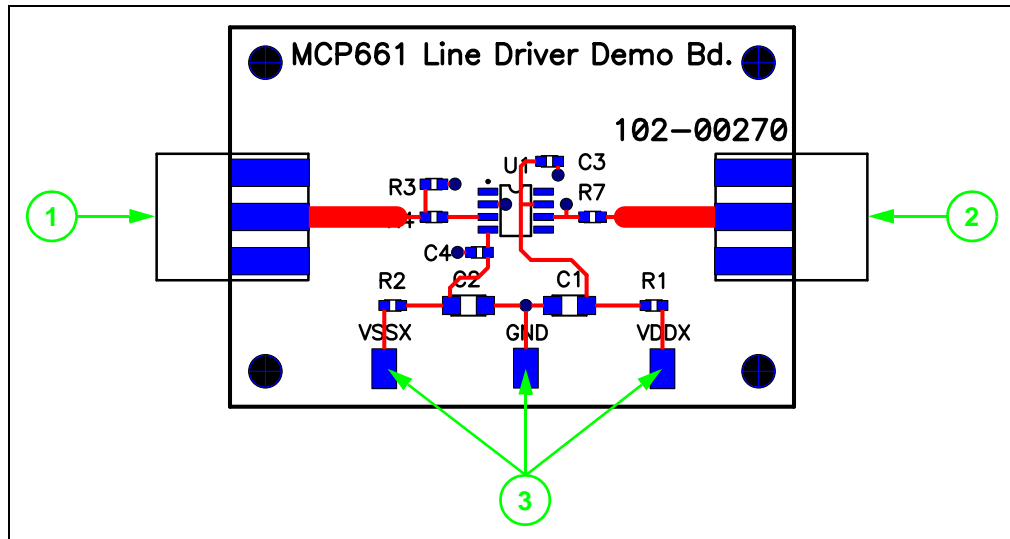 MCP661 Line Driver Demo Bd.
102-00270
C3
U1
R3
R7
1
2
C4
R2
C2
C1
R1
VSSX
GND
VDDX
3